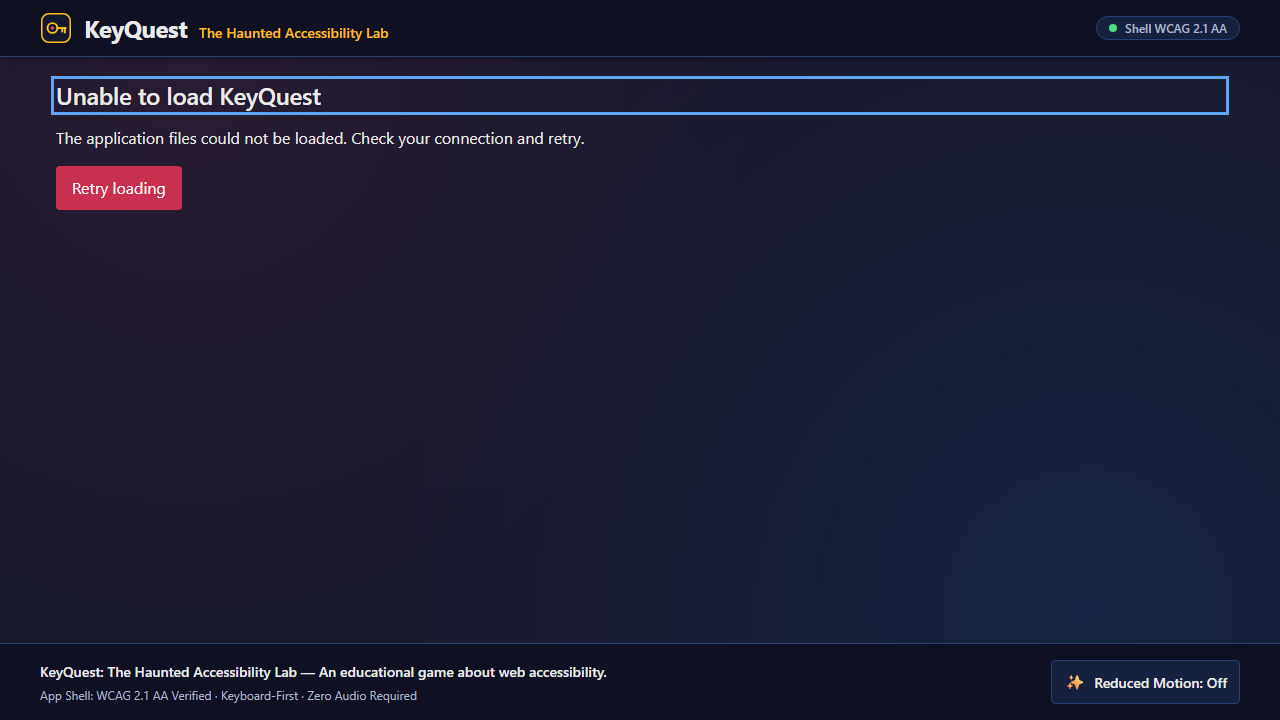 KeyQuest The Haunted Accessibility Lab
Shell WCAG 2.1 AA
Unable to load KeyQuest
The application files could not be loaded. Check your connection and retry.
Retry loading
KeyQuest: The Haunted Accessibility Lab — An educational game about web accessibility.
App Shell: WCAG 2.1 AA Verified · Keyboard-First · Zero Audio Required
Reduced Motion: Off